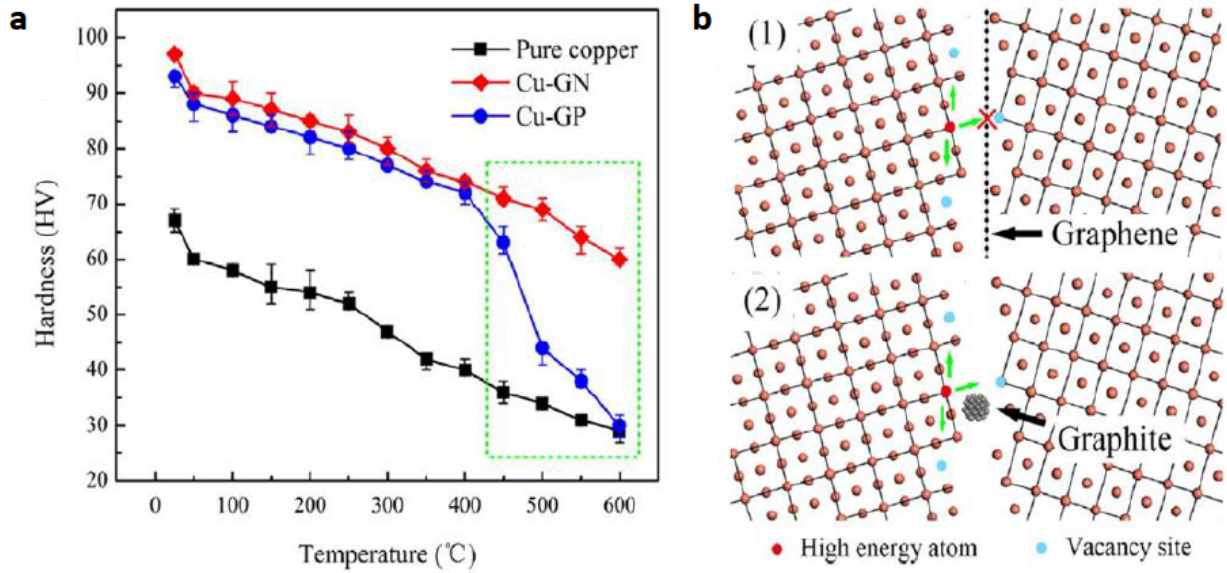 a
100
90
80
70
60
50
40
30
20
Hardness (HV)
Pure copper
Cu-GN
Cu-GP
0 100 200 300 400 500 600
Temperature (℃)
b
(1)
Graphene
(2)
Graphite
High energy atom
Vacancy site